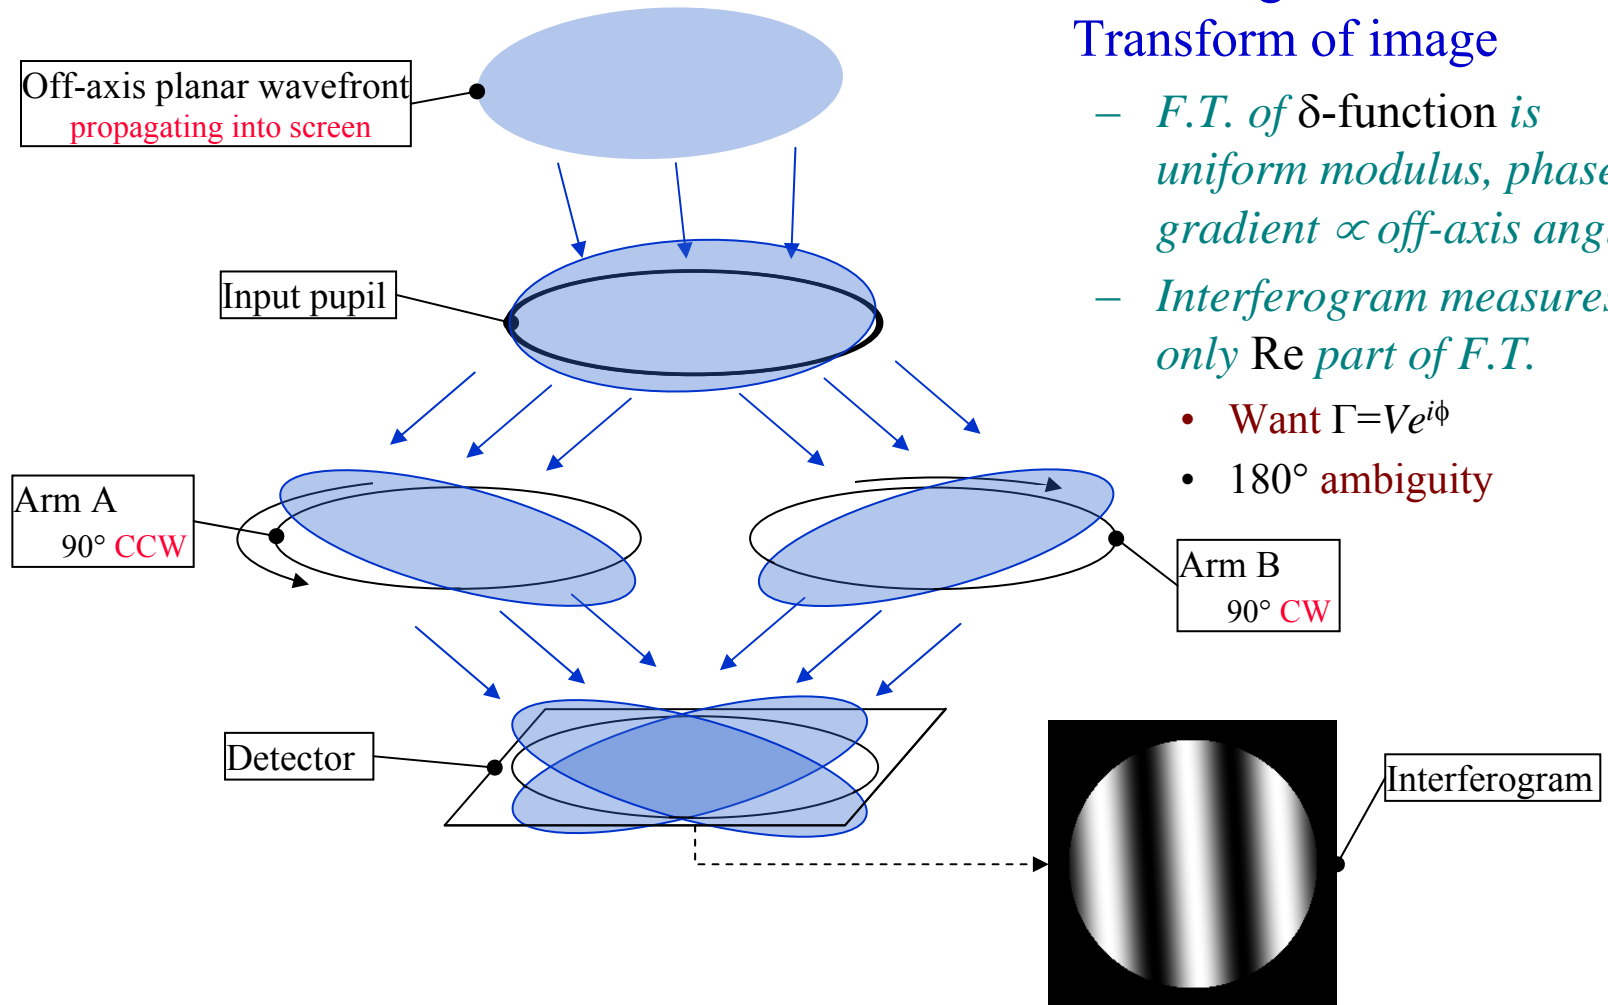 Transform of image
Off-axis planar wavefront
propagating into screen
– F.T. of δ-function is
uniform modulus, phase
gradient ∝ off-axis
Input pupil
– Interferogram measures
only Re part of F.T.
• Want Γ=Ve^{iϕ}
• 180° ambiguity
Arm A
90° CCW
Arm B
90° CW
Detector
Interferogram